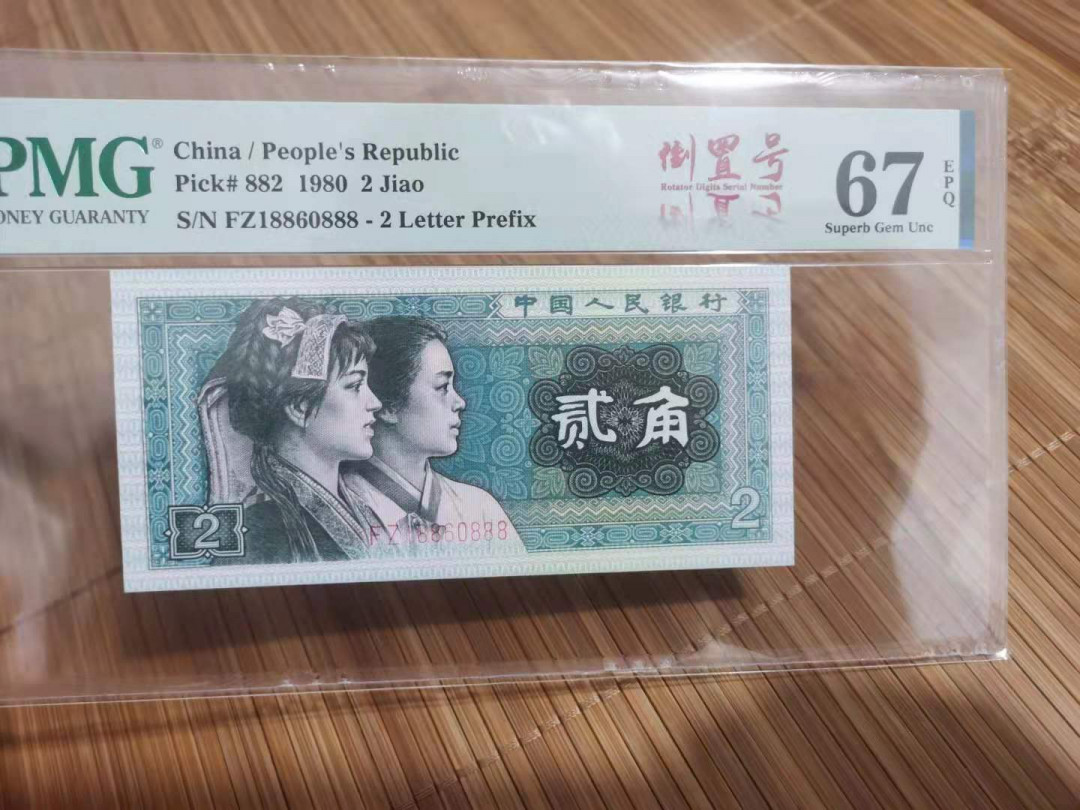 PMG®
MONEY GUARANTY
China / People's Republic
Pick# 882 1980 2 Jiao
S/N FZ18860888 - 2 Letter Prefix
倒置号
Rotator Digits Serial Number
67
EPQ
Superb Gem Unc
中国人民银行
贰角
2
2
FZ18860888